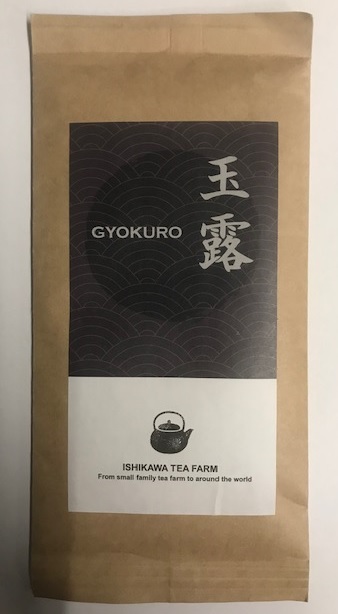 玉露
GYOKURO
ISHIKAWA TEA FARM
From small family tea farm to around the world